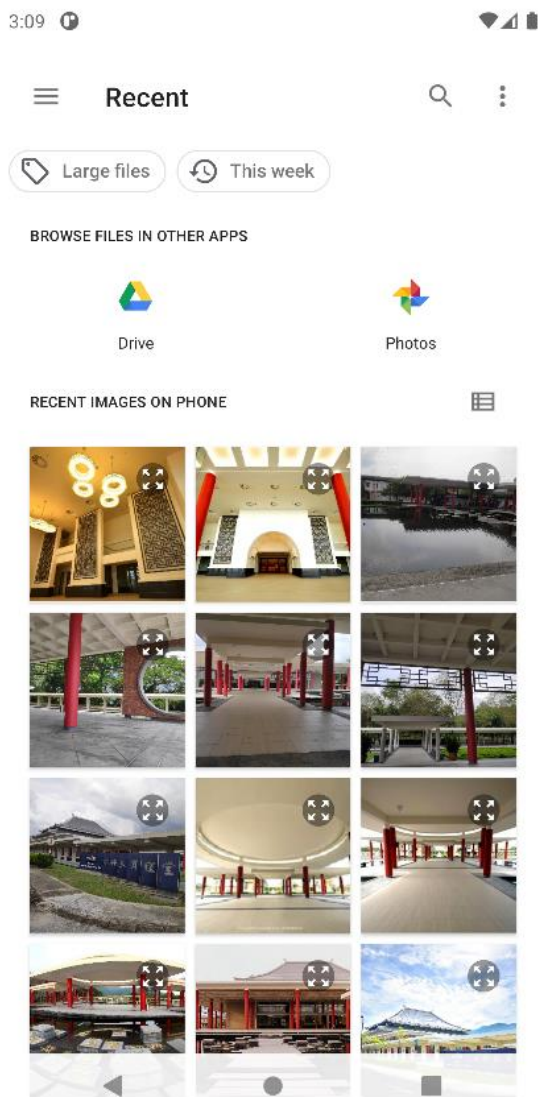 3:09
Recent
Large files
This week
BROWSE FILES IN OTHER APPS
Drive
Photos
RECENT IMAGES ON PHONE